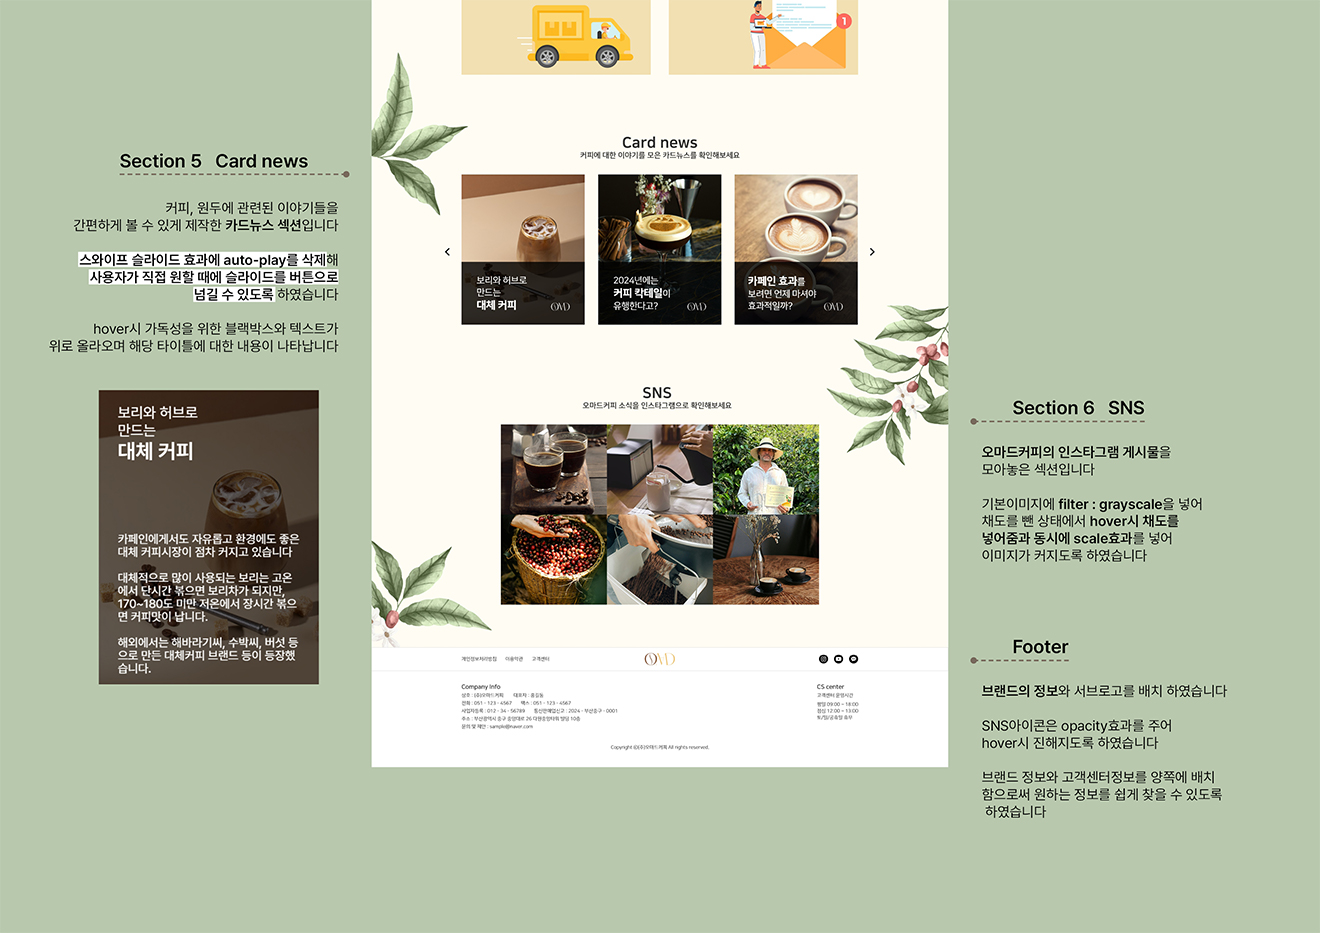 1
Section 5 Card news
커피, 원두에 관련된 이야기들을
간편하게 볼 수 있게 제작한 카드뉴스 섹션입니다
스와이프 슬라이드 효과에 auto-play를 삭제해
사용자가 직접 원할 때에 슬라이드를 버튼으로
넘길 수 있도록 하였습니다
hover시 가독성을 위한 블랙박스와 텍스트가
위로 올라오며 해당 타이틀에 대한 내용이 나타납니다
보리와 허브로
만드는
대체 커피
카페인에게서도 자유롭고 환경에도 좋은
대체 커피시장이 점차 커지고 있습니다
대체적으로 많이 사용되는 보리는 고온
에서 단시간 볶으면 보리차가 되지만,
170~180도 미만 저온에서 장시간 볶으
면 커피맛이 납니다.
해외에서는 해바라기씨, 수박씨, 버섯 등
으로 만든 대체커피 브랜드 등이 등장했
습니다.
Card news
커피에 대한 이야기를 모은 카드뉴스를 확인해보세요
보리와 허브로
만드는
대체 커피
OMD
2024년에는
커피 칵테일이
유행한다고?
OMD
카페인 효과를
보려면 언제 마셔야
효과적일까?
OMD
SNS
오마드커피 소식을 인스타그램으로 확인해보세요
개인정보처리방침 이용약관 고객센터
OMD
Company Info
상호 : (주)오마드커피 대표자 : 홍길동
전화 : 051 - 123 - 4567 팩스 : 051 - 123 - 4567
사업자등록 : 012 - 34 - 56789 통신판매업신고 : 2024 - 부산중구 - 0001
주소 : 부산광역시 중구 중앙대로 26 다원중앙타워 빌딩 10층
문의 및 제안 : sample@naver.com
CS center
고객센터 운영시간
평일 09:00 ~ 18:00
점심 12:00 ~ 13:00
토/일/공휴일 휴무
Copyright ⓒ(주)오마드커피 All rights reserved.
Section 6 SNS
오마드커피의 인스타그램 게시물을
모아놓은 섹션입니다
기본이미지에 filter : grayscale을 넣어
채도를 뺀 상태에서 hover시 채도를
넣어줌과 동시에 scale효과를 넣어
이미지가 커지도록 하였습니다
Footer
브랜드의 정보와 서브로고를 배치 하였습니다
SNS아이콘은 opacity효과를 주어
hover시 진해지도록 하였습니다
브랜드 정보와 고객센터정보를 양쪽에 배치
함으로써 원하는 정보를 쉽게 찾을 수 있도록
하였습니다